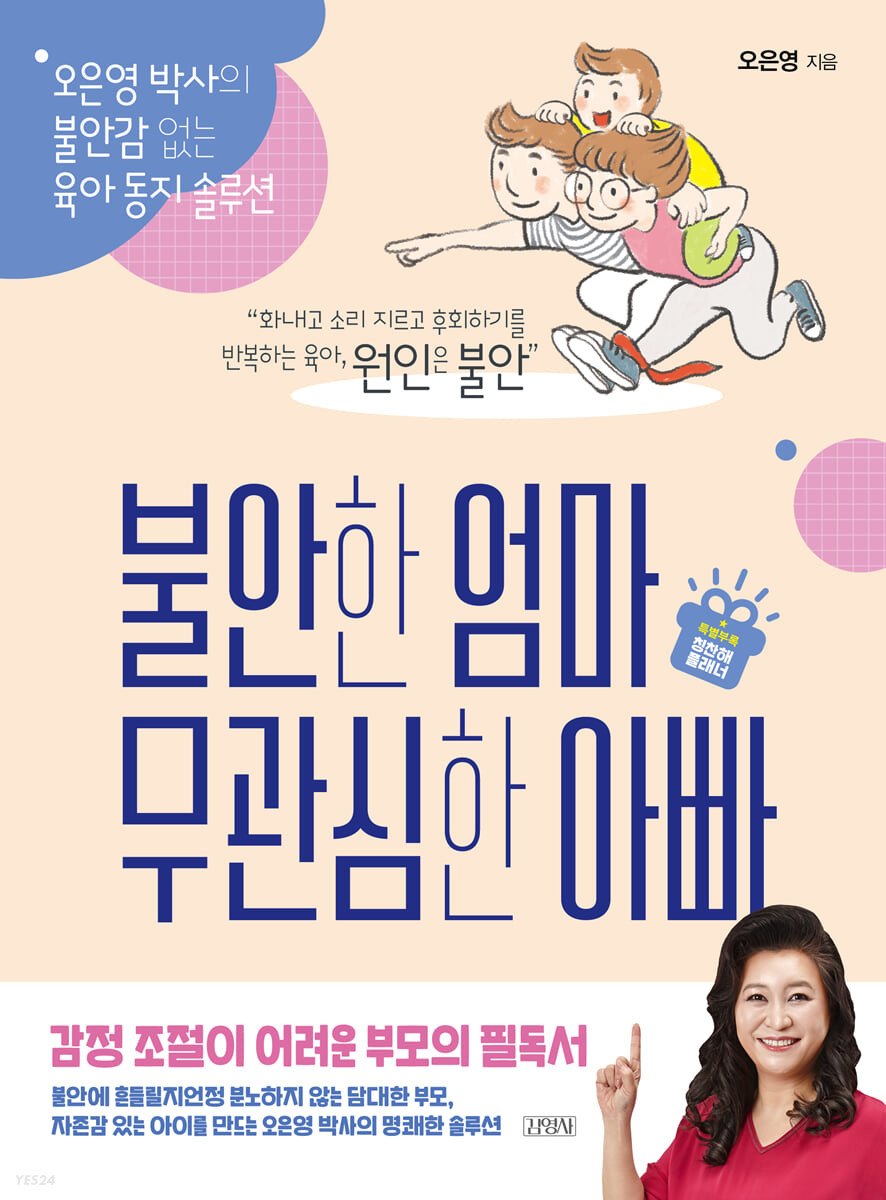 오은영 박사의
불안감 없는
육아 동지 솔루션
오은영 지음
“화내고 소리 지르고 후회하기를
반복하는 육아, 원인은 불안”
불안한 엄마
무관심한 아빠
특별부록
칭찬해
플래너
감정 조절이 어려운 부모의 필독서
불안에 흔들릴지언정 분노하지 않는 담대한 부모,
자존감 있는 아이를 만드는 오은영 박사의 명쾌한 솔루션
김영사
YES24